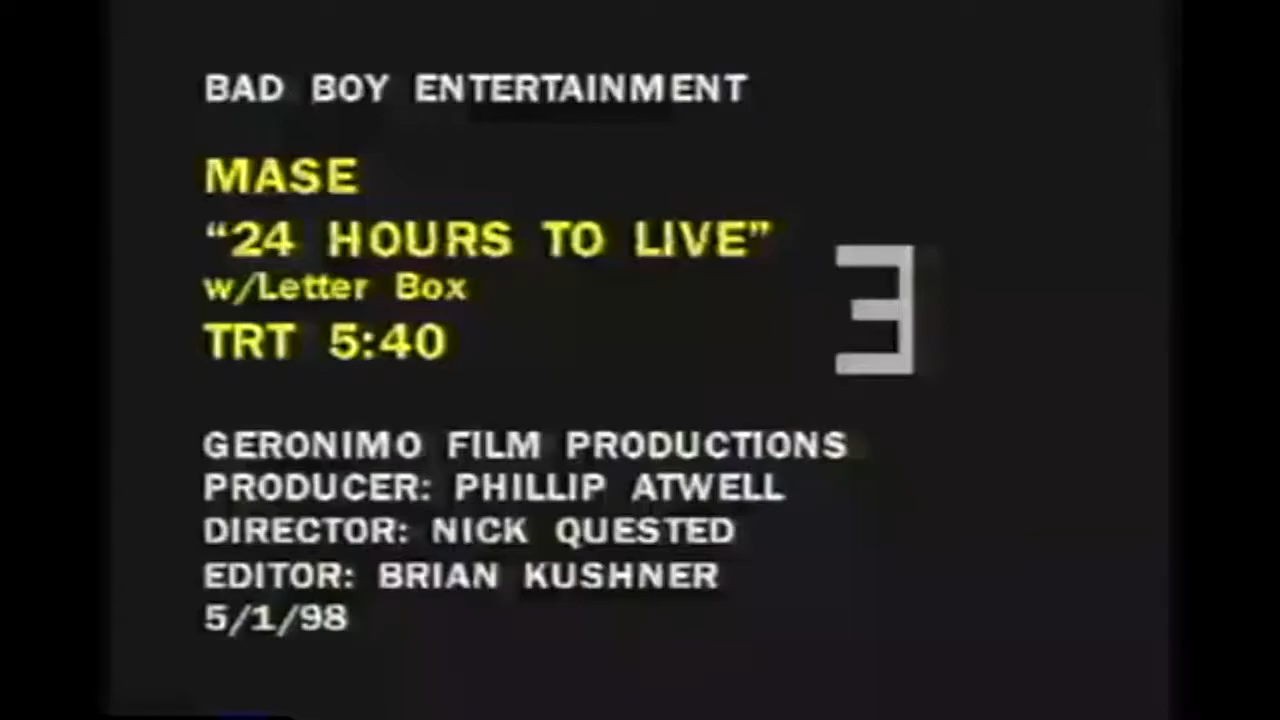 BAD BOY ENTERTAINMENT
MASE
“24 HOURS TO LIVE”
w/Letter Box
TRT 5:40
3
GERONIMO FILM PRODUCTIONS
PRODUCER: PHILLIP ATWELL
DIRECTOR: NICK QUESTED
EDITOR: BRIAN KUSHNER
5/1/98